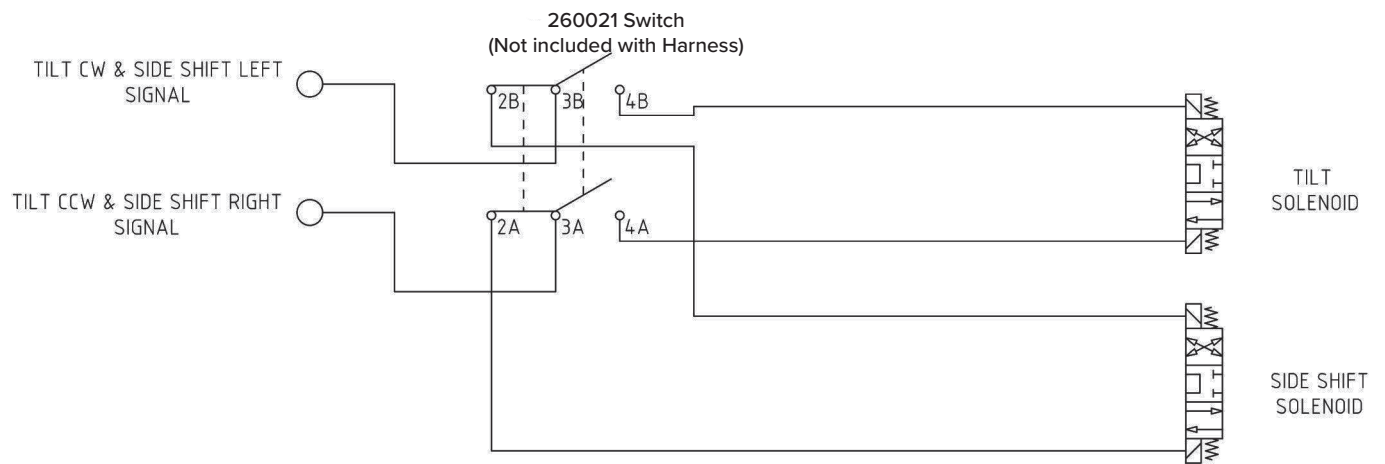 260021 Switch
(Not included with Harness)
TILT CW & SIDE SHIFT LEFT
SIGNAL
2B
3B
4B
TILT CCW & SIDE SHIFT RIGHT
SIGNAL
2A
3A
4A
TILT
SOLENOID
SIDE SHIFT
SOLENOID